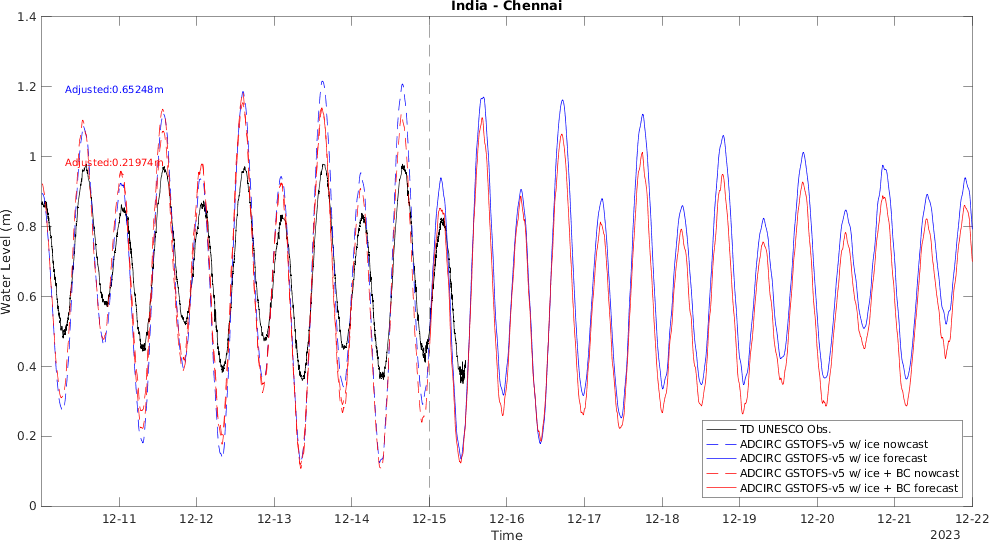 India - Chennai
1.4
1.2
1
0.8
0.6
0.4
0.2
0
Water Level (m)
Adjusted:0.65248m
Adjusted:0.21974m
TD UNESCO Obs.
ADCIRC GSTOFS-v5 w/ ice nowcast
ADCIRC GSTOFS-v5 w/ ice forecast
ADCIRC GSTOFS-v5 w/ ice + BC nowcast
ADCIRC GSTOFS-v5 w/ ice + BC forecast
12-11 12-12 12-13 12-14 12-15 12-16 12-17 12-18 12-19 12-20 12-21 12-22
Time
2023